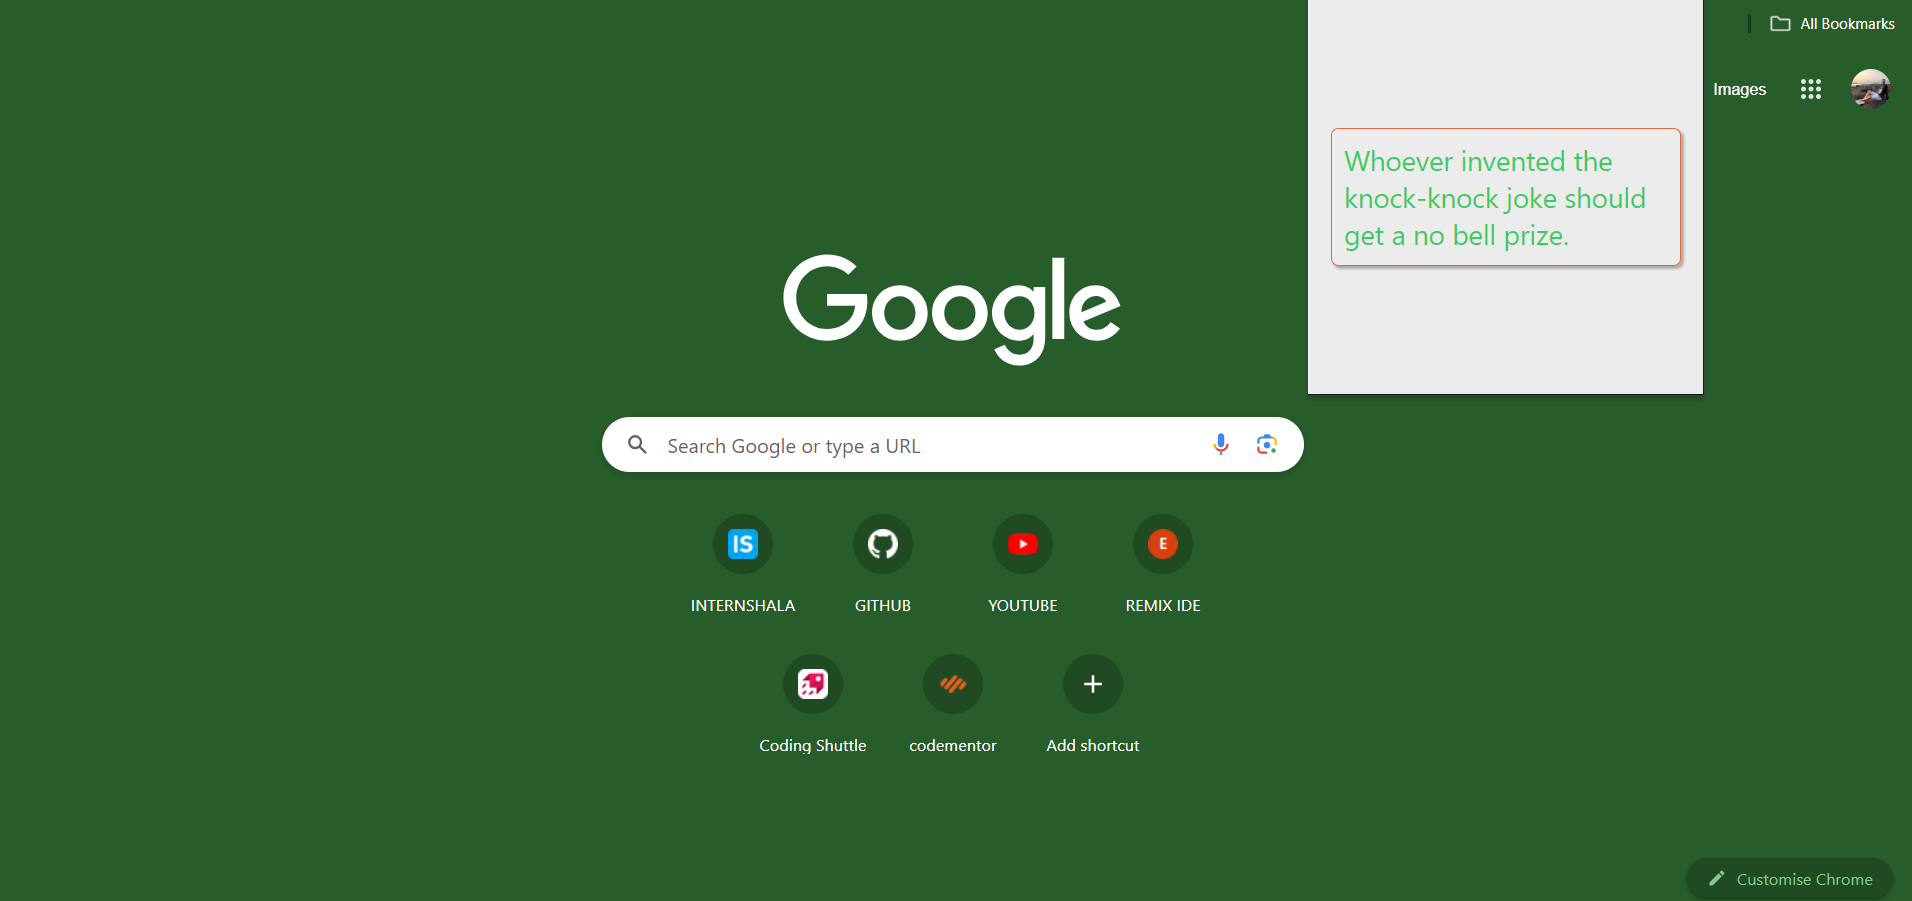 All Bookmarks
Images
Whoever invented the
knock-knock joke should
get a no bell prize.
Google
Search Google or type a URL
IS
E
INTERNSHALA
GITHUB
YOUTUBE
REMIX IDE
Coding Shuttle
codementor
Add shortcut
Customise Chrome